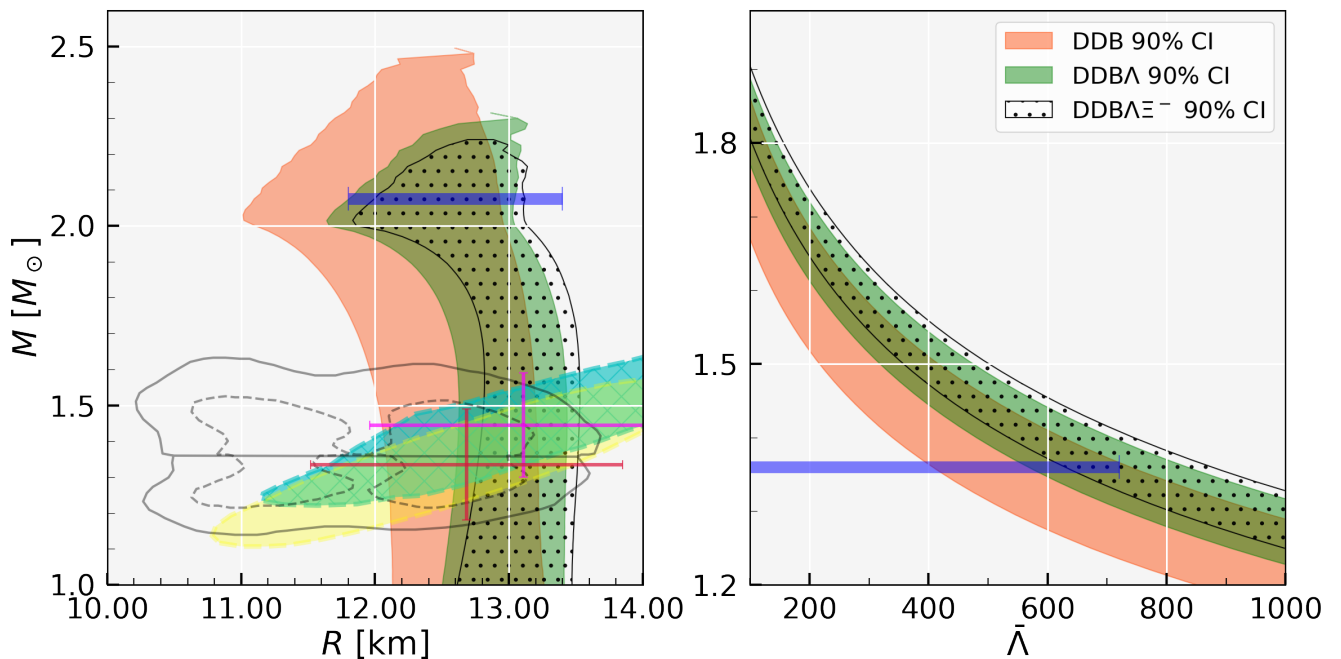 2.5
2.0
1.5
1.0
M [M⊙]
10.00 11.00 12.00 13.00 14.00
R [km]
DDB 90% CI
DDBΛ 90% CI
DDBΛΞ⁻ 90% CI
1.8
1.5
1.2
200 400 600 800 1000
Λ̄